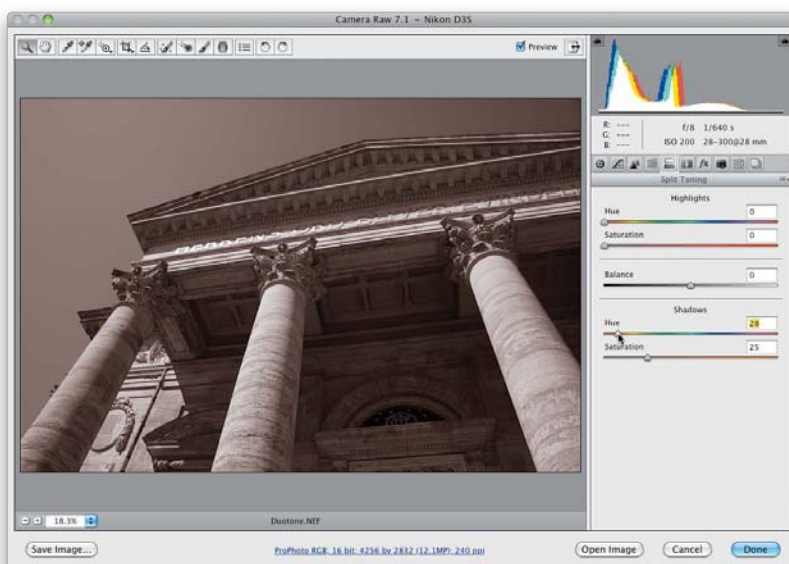 Camera Raw 7.1 – Nikon D3S
Preview
R: ---
G: ---
B: ---
f/8 1/640 s
ISO 200 28-300@28 mm
Split Toning
Highlights
Hue 0
Saturation 0
Balance 0
Shadows
Hue 28
Saturation 25
18.3%
Duotone.NEF
Save Image...
ProPhoto RGB; 16 bit; 4256 by 2832 (12.1MP); 240 ppi
Open Image
Cancel
Done